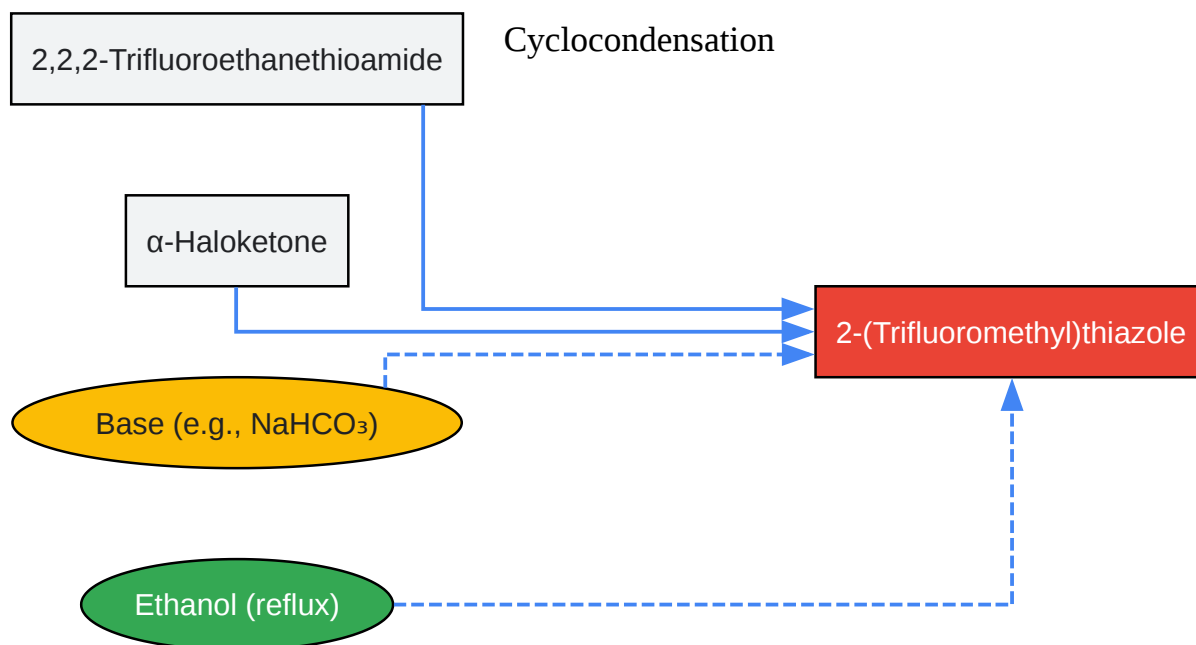 2,2,2-Trifluoroethanethioamide
Cyclocondensation
α-Haloketone
2-(Trifluoromethyl)thiazole
Base (e.g., NaHCO₃)
Ethanol (reflux)